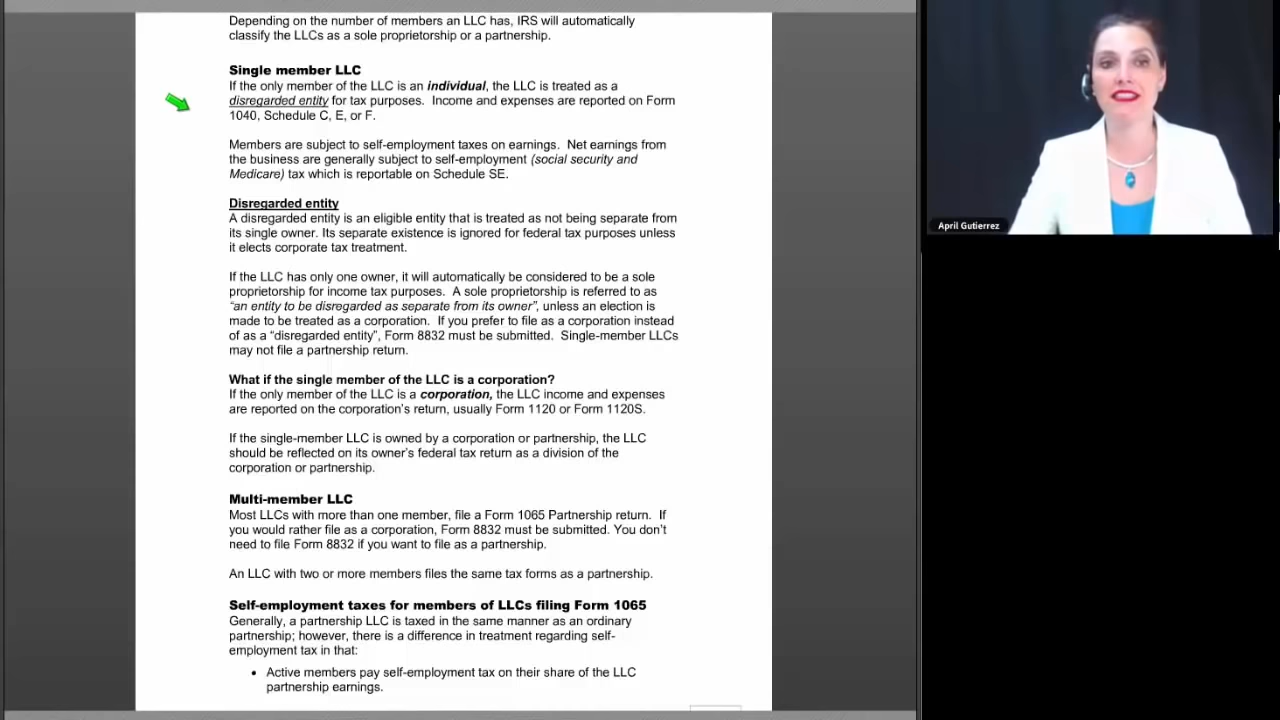 Depending on the number of members an LLC has, IRS will automatically
classify the LLCs as a sole proprietorship or a partnership.
Single member LLC
If the only member of the LLC is an individual, the LLC is treated as a
disregarded entity for tax purposes. Income and expenses are reported on Form
1040, Schedule C, E, or F.
Members are subject to self-employment taxes on earnings. Net earnings from
the business are generally subject to self-employment (social security and
Medicare) tax which is reportable on Schedule SE.
Disregarded entity
A disregarded entity is an eligible entity that is treated as not being separate from
its single owner. Its separate existence is ignored for federal tax purposes unless
it elects corporate tax treatment.
If the LLC has only one owner, it will automatically be considered to be a sole
proprietorship for income tax purposes. A sole proprietorship is referred to as
“an entity to be disregarded as separate from its owner”, unless an election is
made to be treated as a corporation. If you prefer to file as a corporation instead
of as a “disregarded entity”, Form 8832 must be submitted. Single-member LLCs
may not file a partnership return.
What if the single member of the LLC is a corporation?
If the only member of the LLC is a corporation, the LLC income and expenses
are reported on the corporation’s return, usually Form 1120 or Form 1120S.
If the single-member LLC is owned by a corporation or partnership, the LLC
should be reflected on its owner’s federal tax return as a division of the
corporation or partnership.
Multi-member LLC
Most LLCs with more than one member, file a Form 1065 Partnership return. If
you would rather file as a corporation, Form 8832 must be submitted. You don’t
need to file Form 8832 if you want to file as a partnership.
An LLC with two or more members files the same tax forms as a partnership.
Self-employment taxes for members of LLCs filing Form 1065
Generally, a partnership LLC is taxed in the same manner as an ordinary
partnership; however, there is a difference in treatment regarding self-
employment tax in that:
• Active members pay self-employment tax on their share of the LLC
partnership earnings.
April Gutierrez